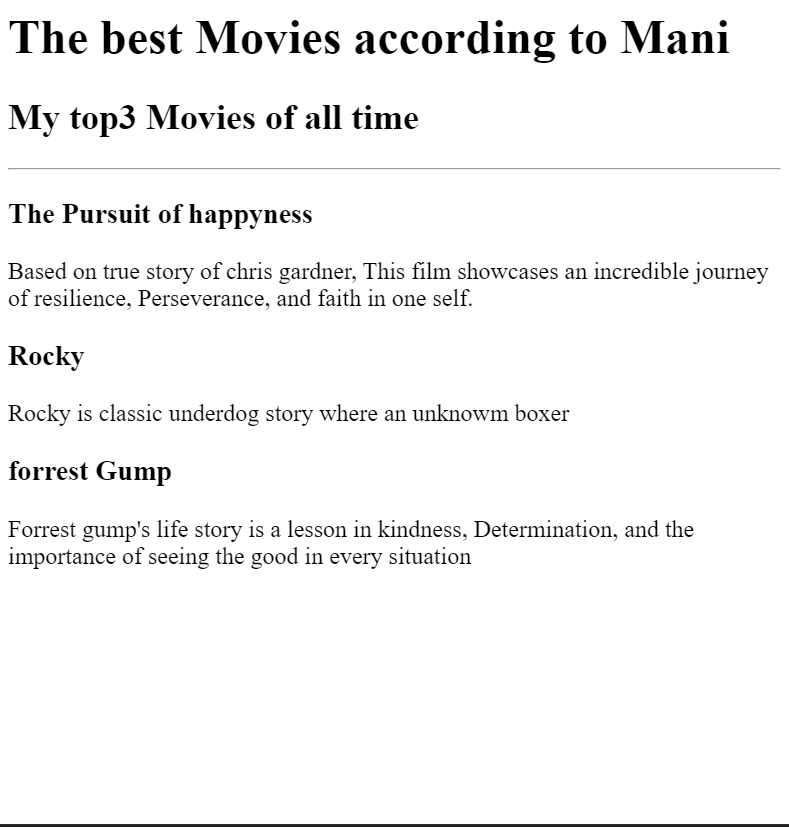 The best Movies according to Mani
My top3 Movies of all time
The Pursuit of happyness
Based on true story of chris gardner, This film showcases an incredible journey
of resilience, Perseverance, and faith in one self.
Rocky
Rocky is classic underdog story where an unknowm boxer
forrest Gump
Forrest gump's life story is a lesson in kindness, Determination, and the
importance of seeing the good in every situation